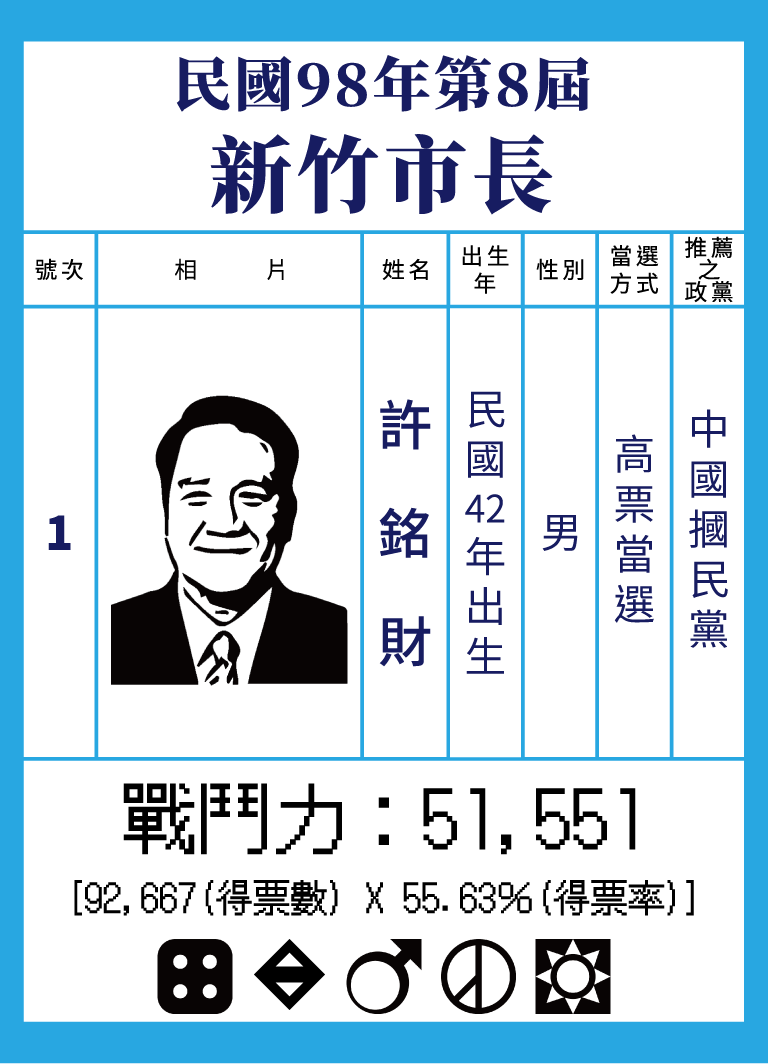 民國98年第8屆
新竹市長
號次
相片
姓名
出生年
性別
當選方式
推薦之政黨
1
許銘財
民國42年出生
男
高票當選
中國摑民黨
戰鬥力：51,551
[92,667(得票數) X 55.63%(得票率)]